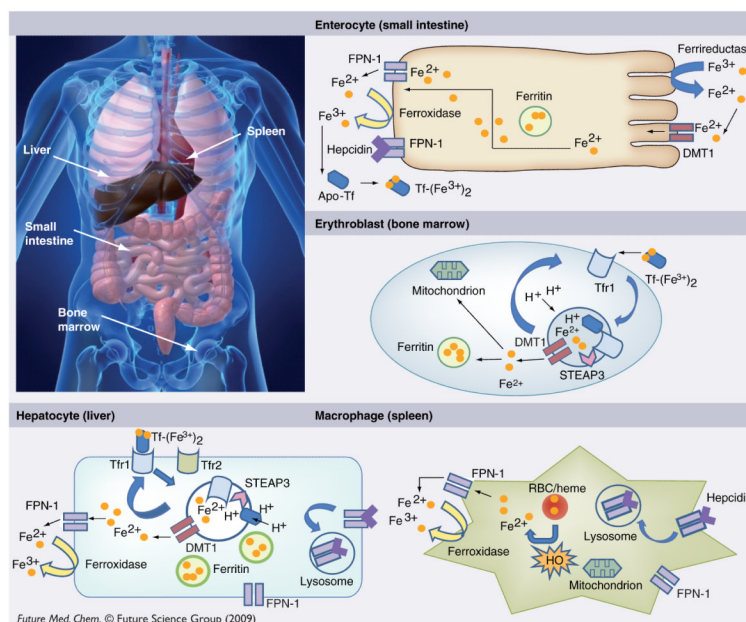 Enterocyte (small intestine)
Spleen
Liver
Small
intestine
Bone
marrow
FPN-1
Fe2+
Fe2+
Fe3+
Ferroxidase
Hepcidin
FPN-1
Apo-Tf
Tf-(Fe3+)2
Ferritin
Fe2+
Ferrireductase
Fe3+
Fe2+
Fe2+
DMT1
Erythroblast (bone marrow)
Mitochondrion
Tfr1
Tf-(Fe3+)2
H+ H+
H+
DMT1
Fe2+
STEAP3
Ferritin
Fe2+
Hepatocyte (liver)
Tf-(Fe3+)2
Tfr1
Tfr2
STEAP3
FPN-1
Fe2+
H+
H+
H+
Fe2+
Fe2+
DMT1
Fe3+
Ferroxidase
Ferritin
Lysosome
FPN-1
Macrophage (spleen)
FPN-1
RBC/heme
Hepcidi
Fe2+
Fe3+
Fe2+
Lysosome
Ferroxidase
HO
Mitochondrion
FPN-1
Future Med. Chem. © Future Science Group (2009)